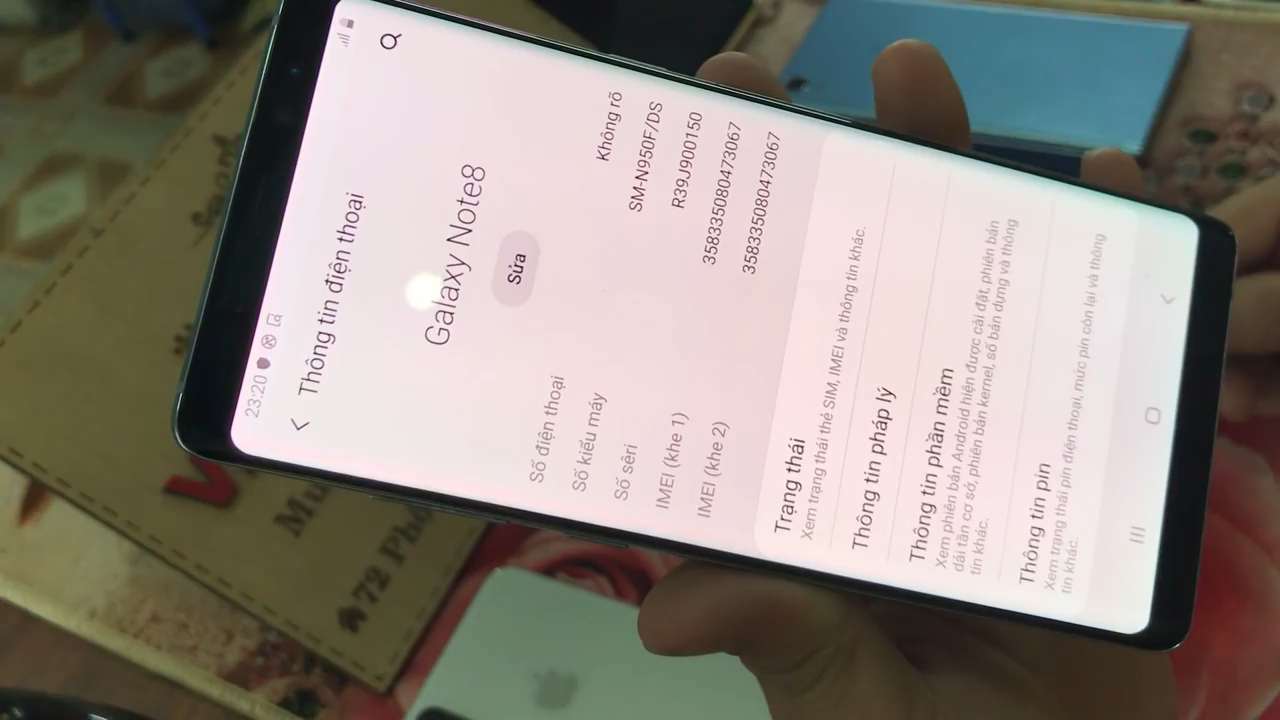 23:20
Thông tin điện thoại
Galaxy Note8
Sửa
Số điện thoại Không rõ
Số kiểu máy SM-N950F/DS
Số sêri R39J900150
IMEI (khe 1) 358335080473067
IMEI (khe 2) 358335080473067
Trạng thái
Xem trạng thái thẻ SIM, IMEI và thông tin khác.
Thông tin pháp lý
Thông tin phần mềm
Xem phiên bản Android hiện được cài đặt, phiên bản
dải tần cơ sở, phiên bản kernel, số bản dựng và thông
tin khác.
Thông tin pin
Xem trạng thái pin điện thoại, mức pin còn lại và thông
tin khác.
V
Mu
72 Ph